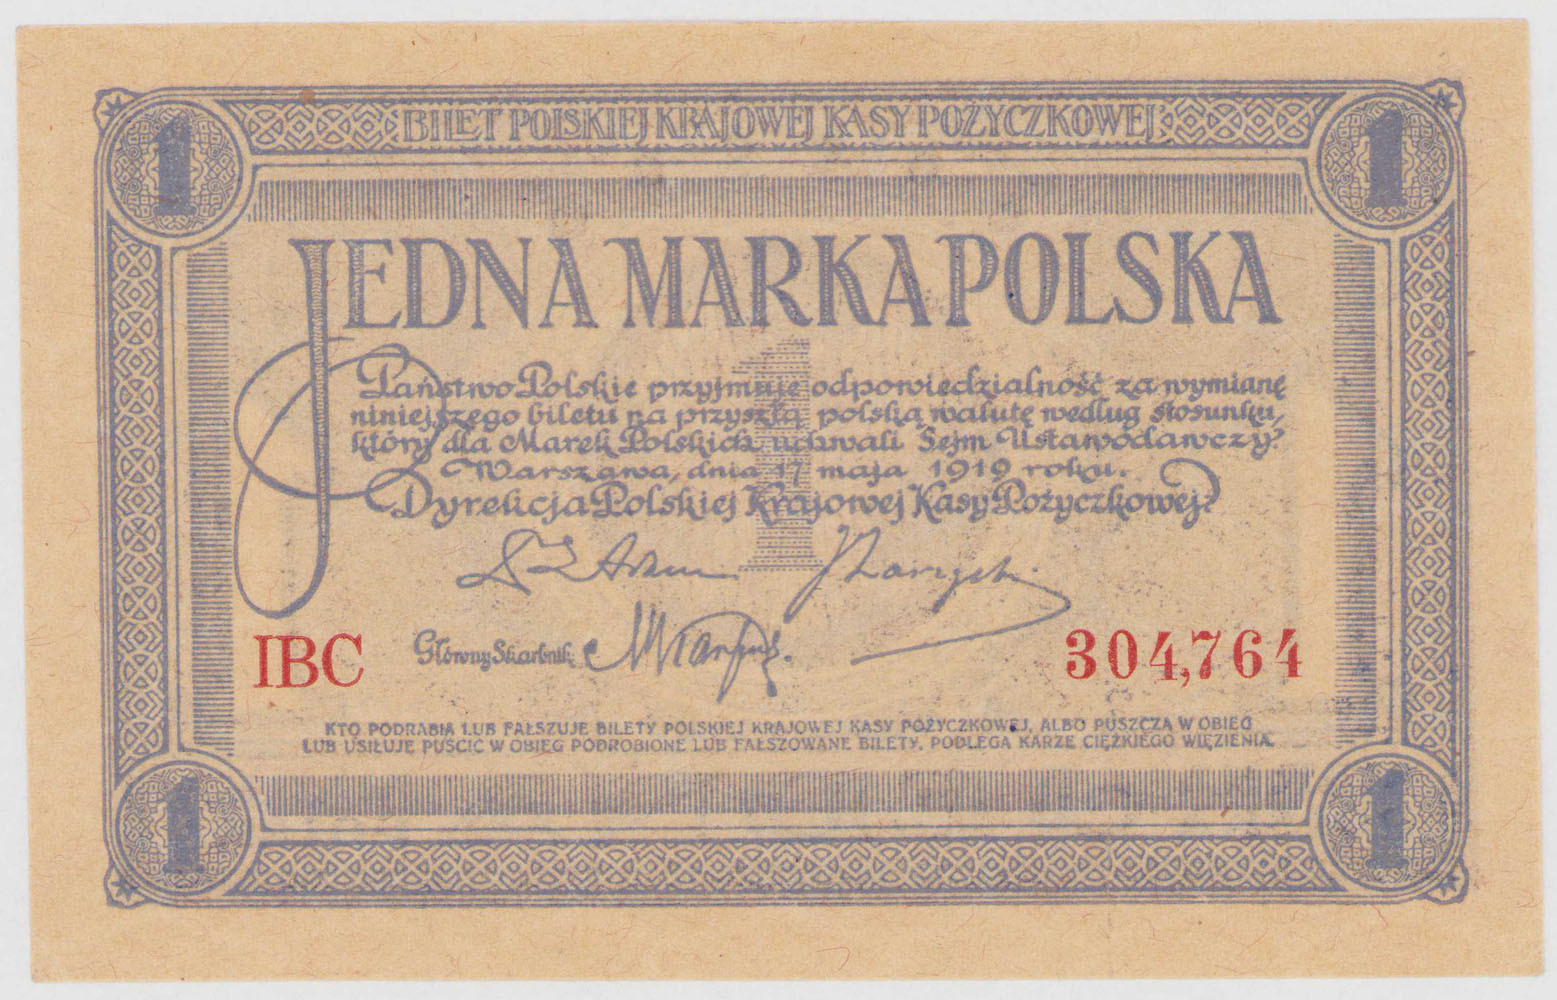 1 BILET POLSKIEJ KRAJOWEJ KASY POŻYCZKOWEJ 1
JEDNA MARKA POLSKA
1
Państwo Polskie przyjmuje odpowiedzialność za wymianę
niniejszego biletu na przyszłą polską walutę według stosunku,
który dla Marek Polskich uchwali Sejm Ustawodawczy.
Warszawa, dnia 17 maja 1919 roku.
Dyrekcja Polskiej Krajowej Kasy Pożyczkowej
IBC Główny Skarbnik 304,764
KTO PODRABIA LUB FAŁSZUJE BILETY POLSKIEJ KRAJOWEJ KASY POŻYCZKOWEJ, ALBO PUSZCZA W OBIEG
LUB USIŁUJE PUŚCIĆ W OBIEG PODROBIONE LUB FAŁSZOWANE BILETY, PODLEGA KARZE CIĘŻKIEGO WIĘZIENIA.
1 1